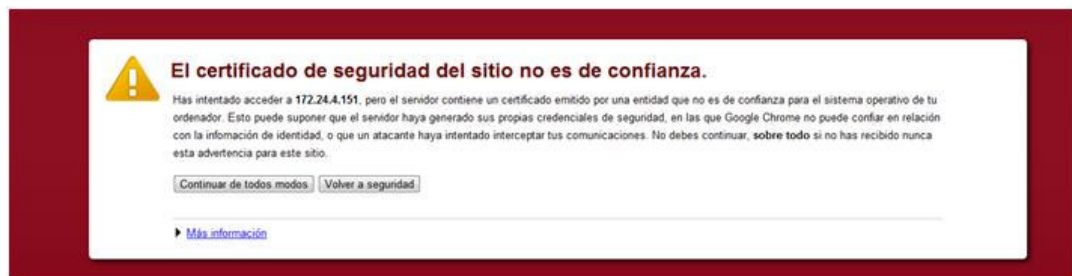 El certificado de seguridad del sitio no es de confianza.
Has intentado acceder a 172.24.4.151, pero el servidor contiene un certificado emitido por una entidad que no es de confianza para el sistema operativo de tu
ordenador. Esto puede suponer que el servidor haya generado sus propias credenciales de seguridad, en las que Google Chrome no puede confiar en relación
con la infomación de identidad, o que un atacante haya intentado interceptar tus comunicaciones. No debes continuar, sobre todo si no has recibido nunca
esta advertencia para este sitio.
Continuar de todos modos Volver a seguridad
Más información